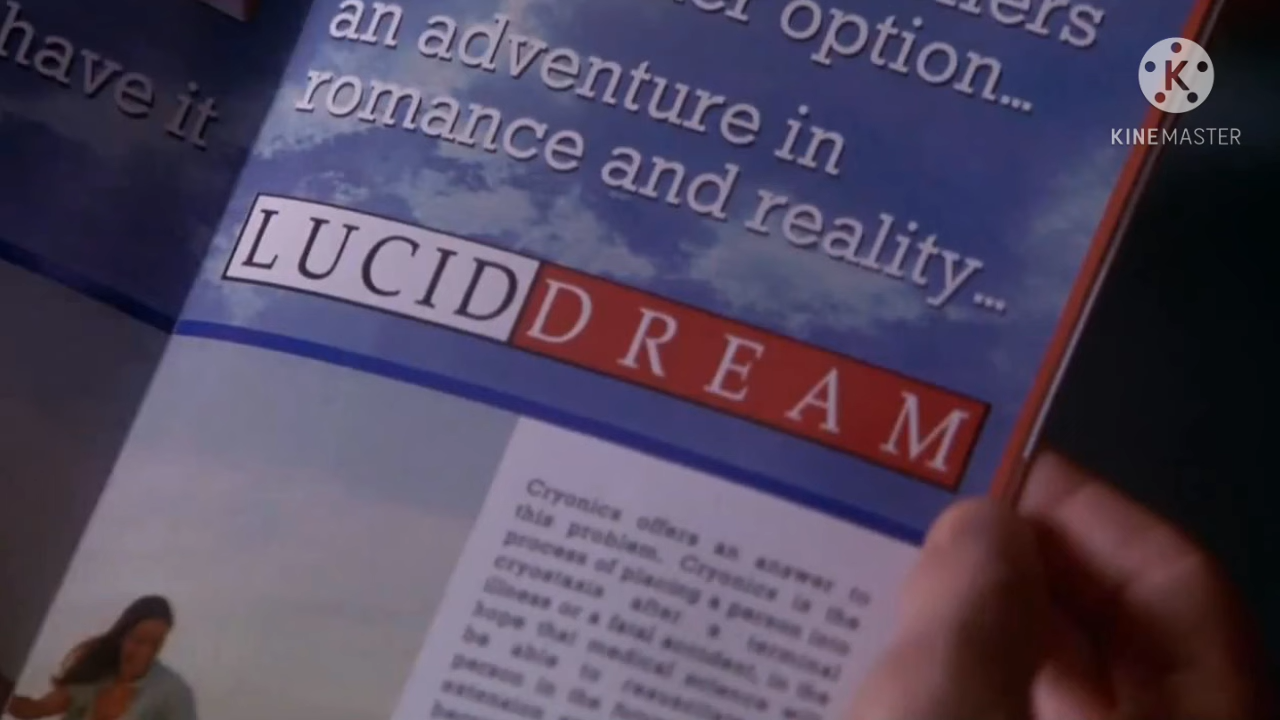 have it
option...
an adventure in
romance and reality...
LUCID DREAM
Cryonics offers an answer to
this problem. Cryonics is the
process of placing a person into
cryostasis after a terminal
illness or a fatal accident, in the
hope that medical science will
be able to
person in the
extension
KINEMASTER